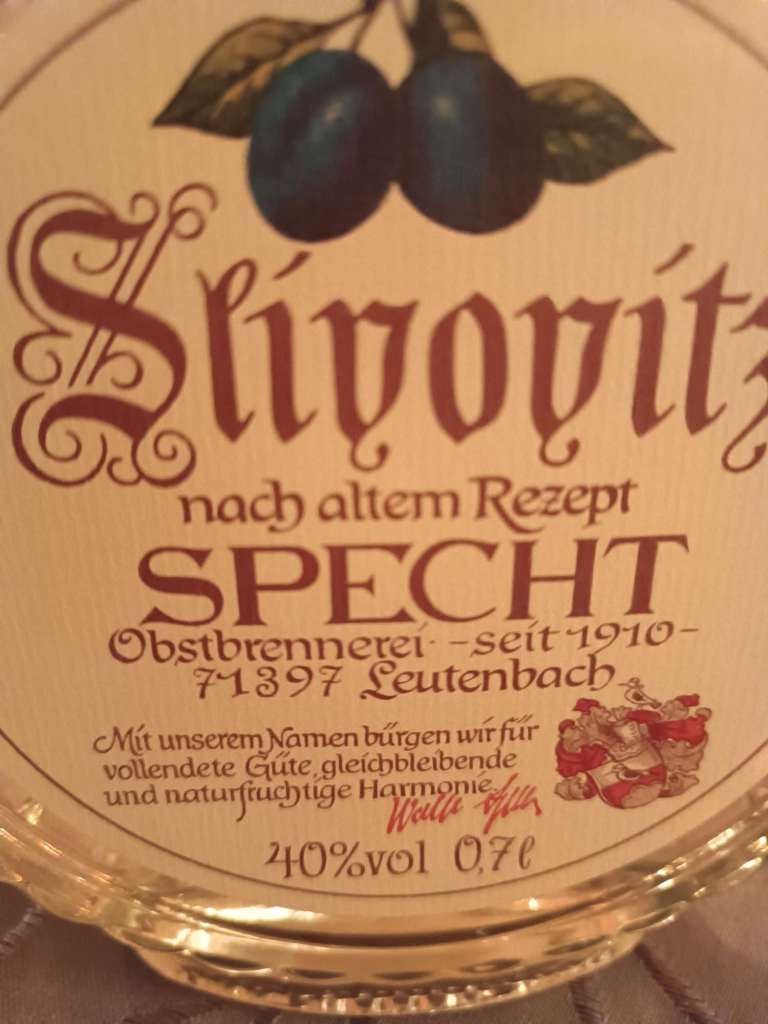 Slivovitz
nach altem Rezept
SPECHT
Obstbrennerei - seit 1910 -
71397 Leutenbach
Mit unserem Namen bürgen wir für
vollendete Güte, gleichbleibende
und naturfruchtige Harmonie
40%vol 0,7l